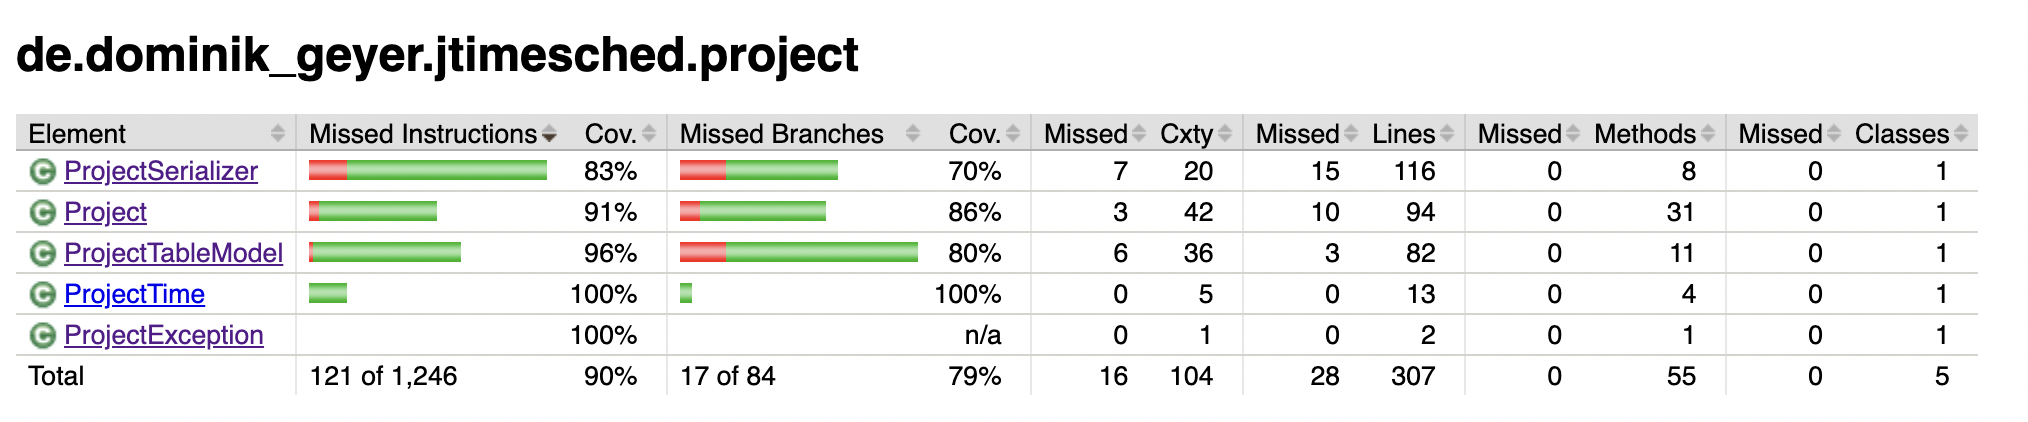 de.dominik_geyer.jtimesched.project
Element Missed Instructions Cov. Missed Branches Cov. Missed Cxty Missed Lines Missed Methods Missed Classes
C ProjectSerializer 83% 70% 7 20 15 116 0 8 0 1
C Project 91% 86% 3 42 10 94 0 31 0 1
C ProjectTableModel 96% 80% 6 36 3 82 0 11 0 1
C ProjectTime 100% 100% 0 5 0 13 0 4 0 1
C ProjectException 100% n/a 0 1 0 2 0 1 0 1
Total 121 of 1,246 90% 17 of 84 79% 16 104 28 307 0 55 0 5